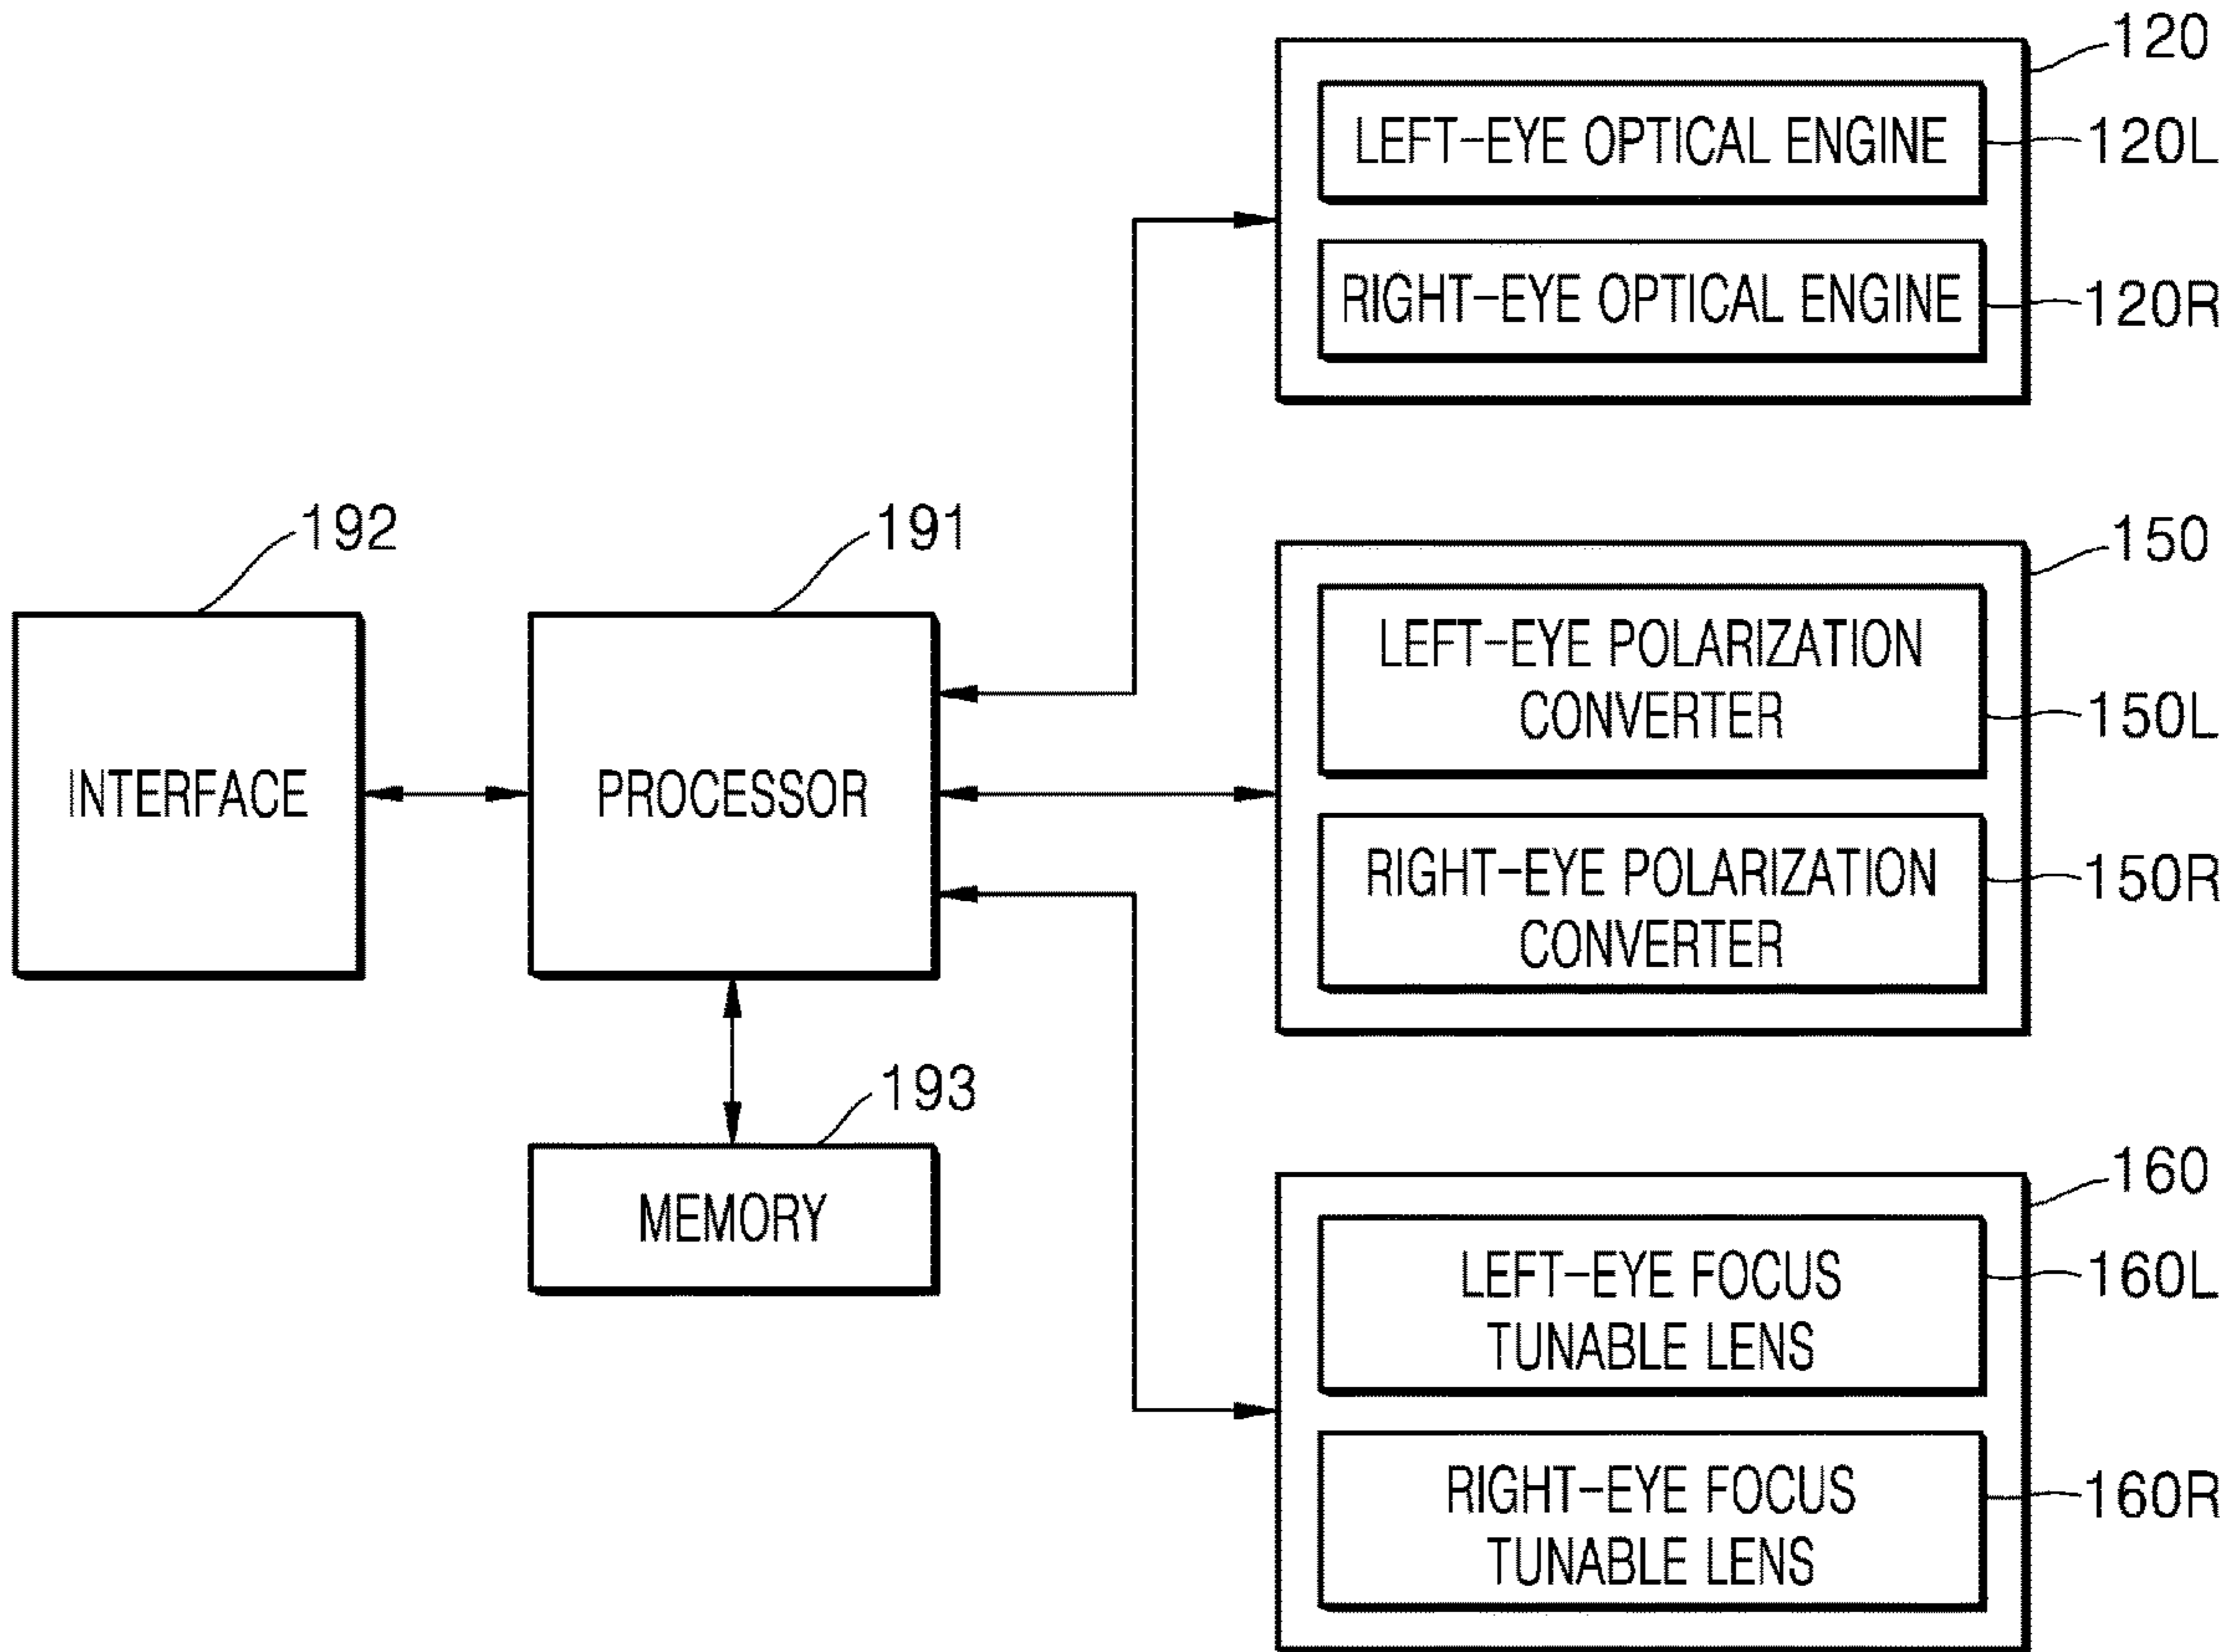 120
LEFT-EYE OPTICAL ENGINE
120L
RIGHT-EYE OPTICAL ENGINE
120R
192
191
150
INTERFACE
PROCESSOR
LEFT-EYE POLARIZATION
CONVERTER
150L
RIGHT-EYE POLARIZATION
CONVERTER
150R
193
MEMORY
160
LEFT-EYE FOCUS
TUNABLE LENS
160L
RIGHT-EYE FOCUS
TUNABLE LENS
160R